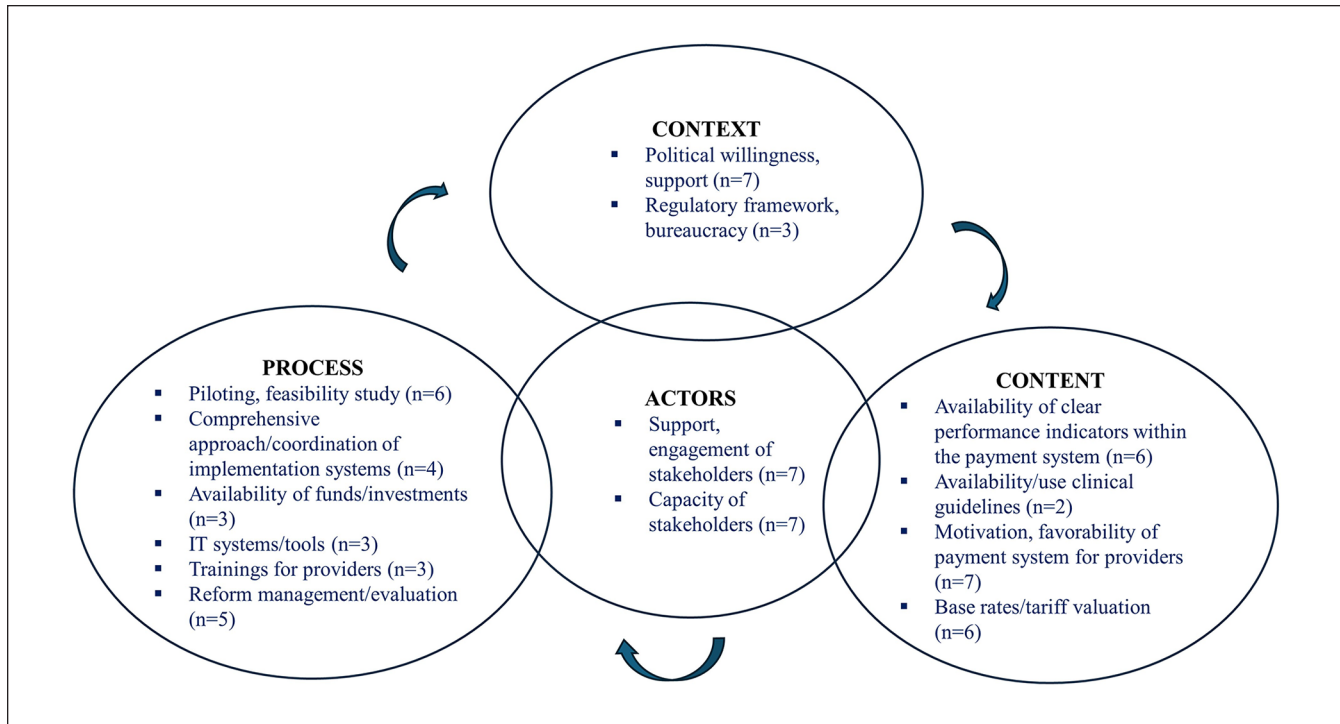 CONTEXT
▪ Political willingness,
support (n=7)
▪ Regulatory framework,
bureaucracy (n=3)
PROCESS
▪ Piloting, feasibility study (n=6)
▪ Comprehensive
approach/coordination of
implementation systems (n=4)
▪ Availability of funds/investments
(n=3)
▪ IT systems/tools (n=3)
▪ Trainings for providers (n=3)
▪ Reform management/evaluation
(n=5)
ACTORS
▪ Support,
engagement of
stakeholders (n=7)
▪ Capacity of
stakeholders (n=7)
CONTENT
▪ Availability of clear
performance indicators within
the payment system (n=6)
▪ Availability/use clinical
guidelines (n=2)
▪ Motivation, favorability of
payment system for providers
(n=7)
▪ Base rates/tariff valuation
(n=6)